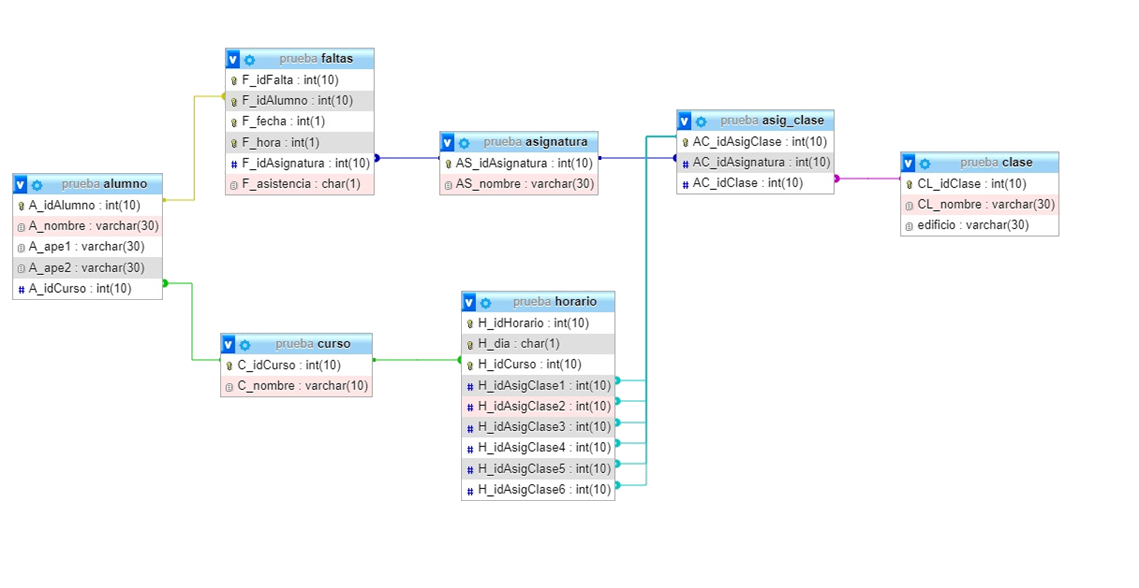 prueba faltas
F_idFalta : int(10)
F_idAlumno : int(10)
F_fecha : int(1)
F_hora : int(1)
F_idAsignatura : int(10)
F_asistencia : char(1)
prueba asignatura
AS_idAsignatura : int(10)
AS_nombre : varchar(30)
prueba asig_clase
AC_idAsigClase : int(10)
AC_idAsignatura : int(10)
AC_idClase : int(10)
prueba clase
CL_idClase : int(10)
CL_nombre : varchar(30)
edificio : varchar(30)
prueba alumno
A_idAlumno : int(10)
A_nombre : varchar(30)
A_ape1 : varchar(30)
A_ape2 : varchar(30)
A_idCurso : int(10)
prueba curso
C_idCurso : int(10)
C_nombre : varchar(10)
prueba horario
H_idHorario : int(10)
H_dia : char(1)
H_idCurso : int(10)
H_idAsigClase1 : int(10)
H_idAsigClase2 : int(10)
H_idAsigClase3 : int(10)
H_idAsigClase4 : int(10)
H_idAsigClase5 : int(10)
H_idAsigClase6 : int(10)